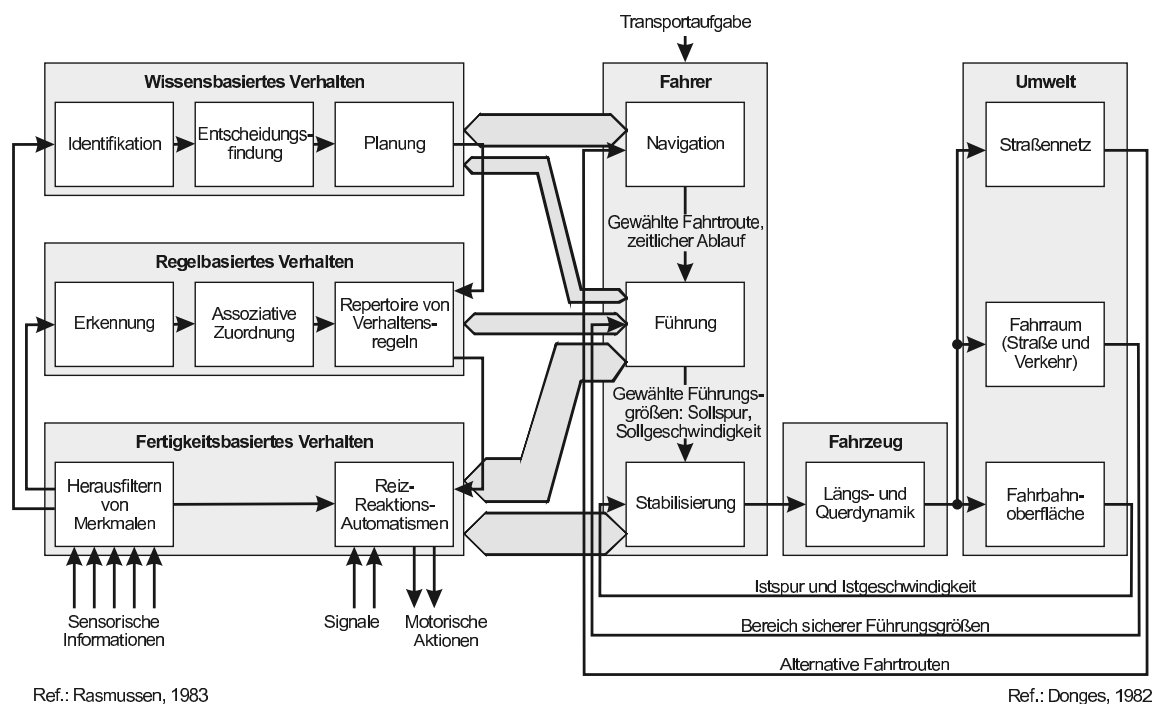 Transportaufgabe
Wissensbasiertes Verhalten
Identifikation
Entscheidungs-
findung
Planung
Regelbasiertes Verhalten
Erkennung
Assoziative
Zuordnung
Repertoire von
Verhaltens-
regeln
Fertigkeitsbasiertes Verhalten
Herausfiltern
von
Merkmalen
Reiz-
Reaktions-
Automatismen
Sensorische
Informationen
Signale
Motorische
Aktionen
Fahrer
Navigation
Gewählte Fahrtroute,
zeitlicher Ablauf
Führung
Gewählte Führungs-
größen: Sollspur,
Sollgeschwindigkeit
Stabilisierung
Fahrzeug
Längs- und
Querdynamik
Umwelt
Straßennetz
Fahrraum
(Straße und
Verkehr)
Fahrbahn-
oberfläche
Istspur und Istgeschwindigkeit
Bereich sicherer Führungsgrößen
Alternative Fahrtrouten
Ref.: Rasmussen, 1983
Ref.: Donges, 1982